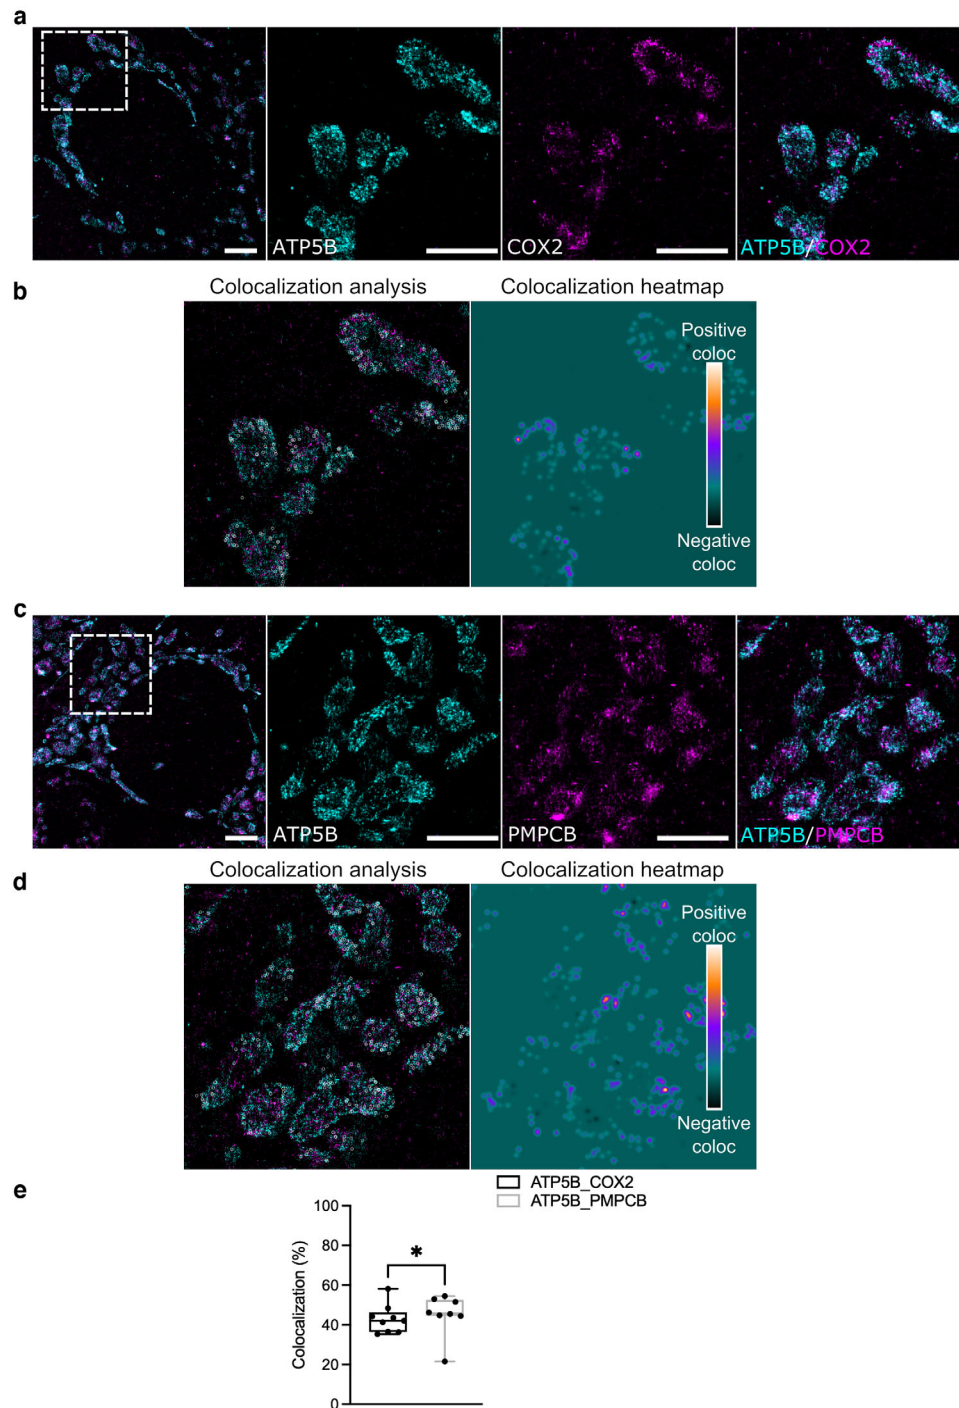 a
ATP5B
COX2
ATP5B/COX2
b
Colocalization analysis
Colocalization heatmap
Positive
coloc
Negative
coloc
c
ATP5B
PMPCB
ATP5B/PMPCB
d
Colocalization analysis
Colocalization heatmap
Positive
coloc
Negative
coloc
e
ATP5B_COX2
ATP5B_PMPCB
100
80
60
40
20
0
Colocalization (%)
*